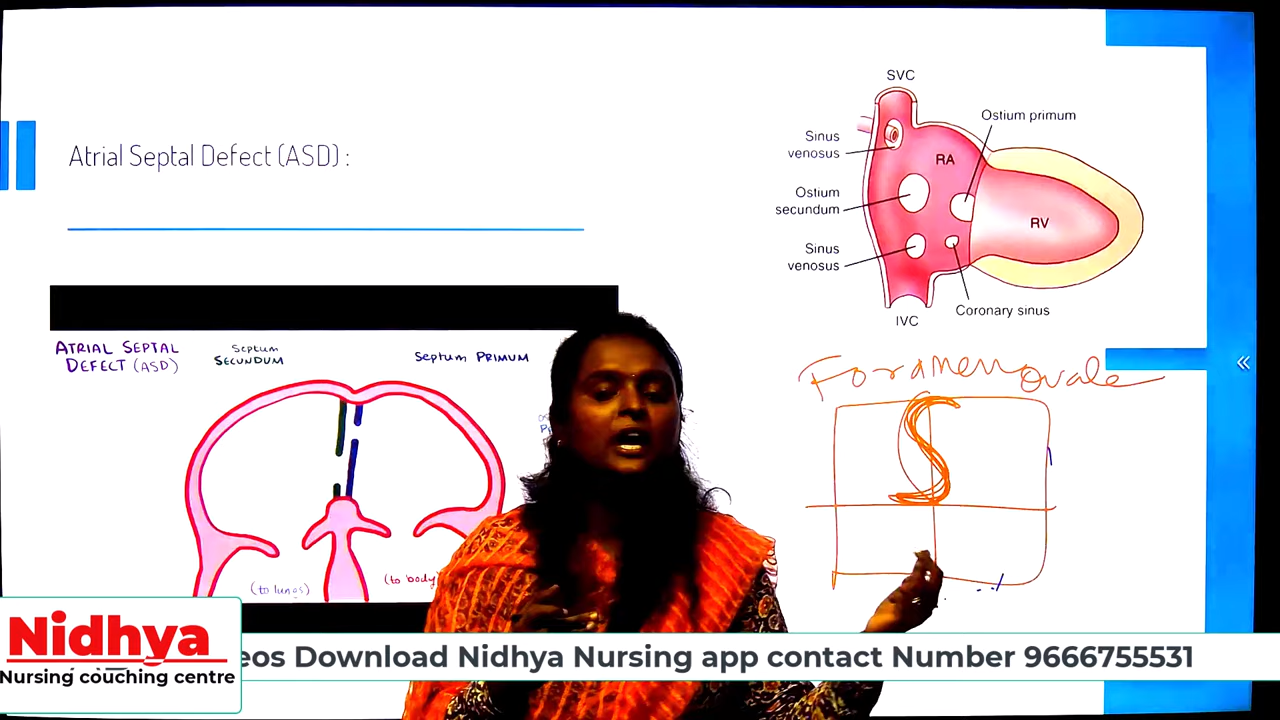 Atrial Septal Defect (ASD) :
SVC
Ostium primum
Sinus
venosus
RA
Ostium
secundum
RV
Sinus
venosus
Coronary sinus
IVC
ATRIAL SEPTAL
DEFECT (ASD)
Septum
SECUNDUM
SEPTUM PRIMUM
(to lungs)
(to body
Foramen Ovale
«
Nidhya
Nursing couching centre
eos Download Nidhya Nursing app contact Number 9666755531